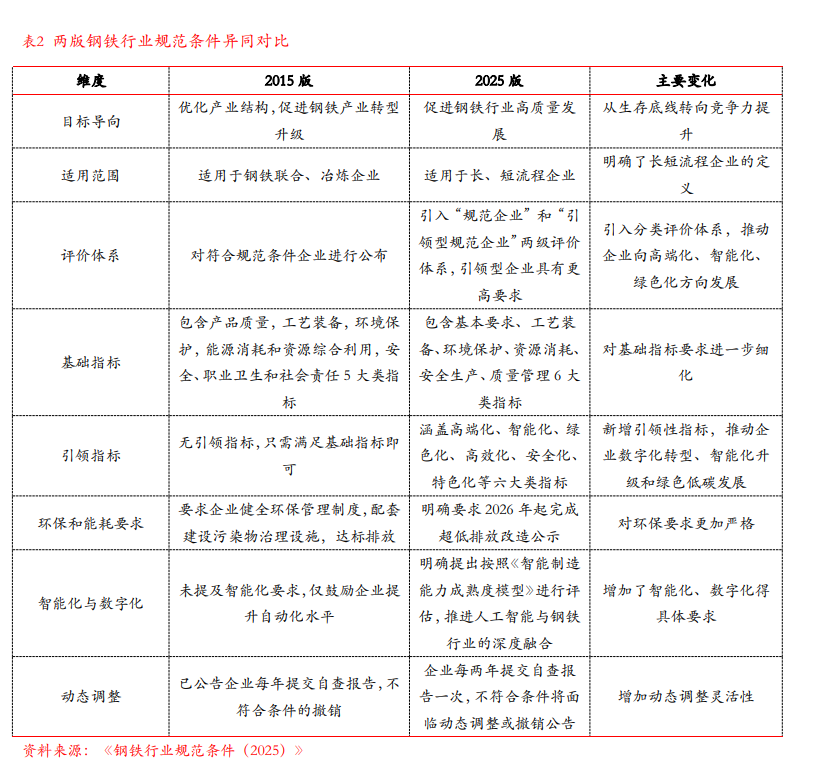 表2 两版钢铁行业规范条件异同对比
维度 2015 版 2025 版 主要变化
目标导向
优化产业结构,促进钢铁产业转型
升级
促进钢铁行业高质量发
展
从生存底线转向竞争力提
升
适用范围
适用于钢铁联合、冶炼企业
适用于长、短流程企业
明确了长短流程企业的定
义
评价体系
对符合规范条件企业进行公布
引入“规范企业”和“引
领型规范企业”两级评价
体系,引领型企业具有更
高要求
引入分类评价体系，推动
企业向高端化、智能化、
绿色化方向发展
基础指标
包含产品质量，工艺装备，环境保
护，能源消耗和资源综合利用，安
全、职业卫生和社会责任 5 大类指
标
包含基本要求、工艺装
备、环境保护、资源消耗、
安全生产、质量管理 6 大
类指标
对基础指标要求进一步细
化
引领指标
无引领指标,只需满足基础指标即
可
涵盖高端化、智能化、绿
色化、高效化、安全化、
特色化等六大类指标
新增引领性指标，推动企
业数字化转型、智能化升
级和绿色低碳发展
环保和能耗要求
要求企业健全环保管理制度，配套
建设污染物治理设施，达标排放
明确要求 2026 年起完成
超低排放改造公示
对环保要求更加严格
智能化与数字化
未提及智能化要求，仅鼓励企业提
升自动化水平
明确提出按照《智能制造
能力成熟度模型》进行评
估，推进人工智能与钢铁
行业的深度融合
增加了智能化、数字化得
具体要求
动态调整
已公告企业每年提交自查报告,不
符合条件的撤销
企业每两年提交自查报
告一次，不符合条件将面
临动态调整或撤销公告
增加动态调整灵活性
资料来源：《钢铁行业规范条件（2025）》